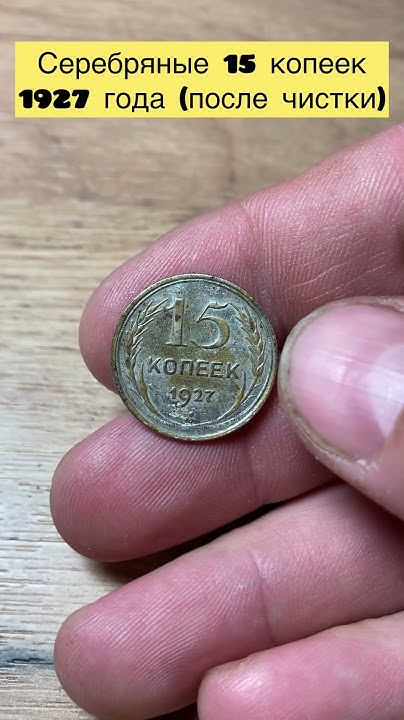 Серебряные 15 копеек
1927 года (после чистки)
15
КОПЕЕК
1927